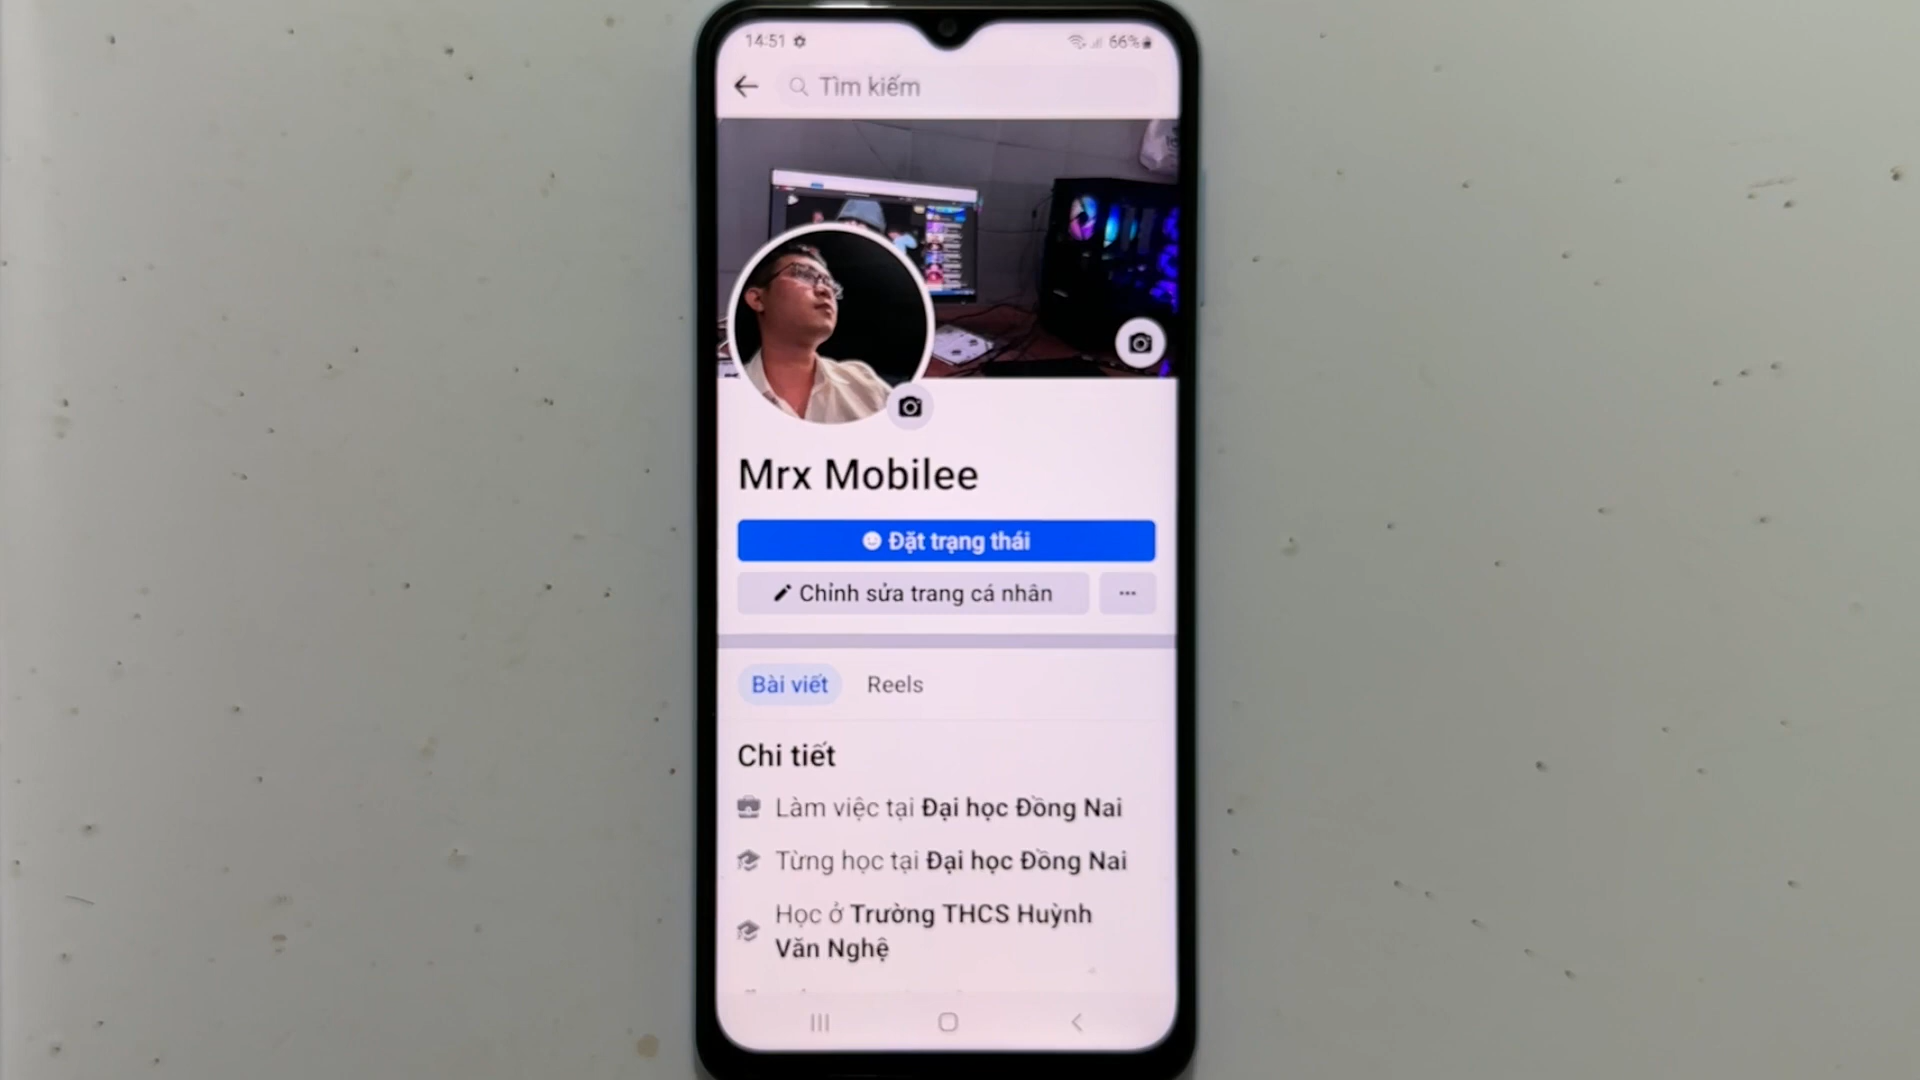 14:51
66%
Tìm kiếm
Mrx Mobilee
Đặt trạng thái
Chỉnh sửa trang cá nhân
Bài viết
Reels
Chi tiết
Làm việc tại Đại học Đồng Nai
Từng học tại Đại học Đồng Nai
Học ở Trường THCS Huỳnh
Văn Nghệ